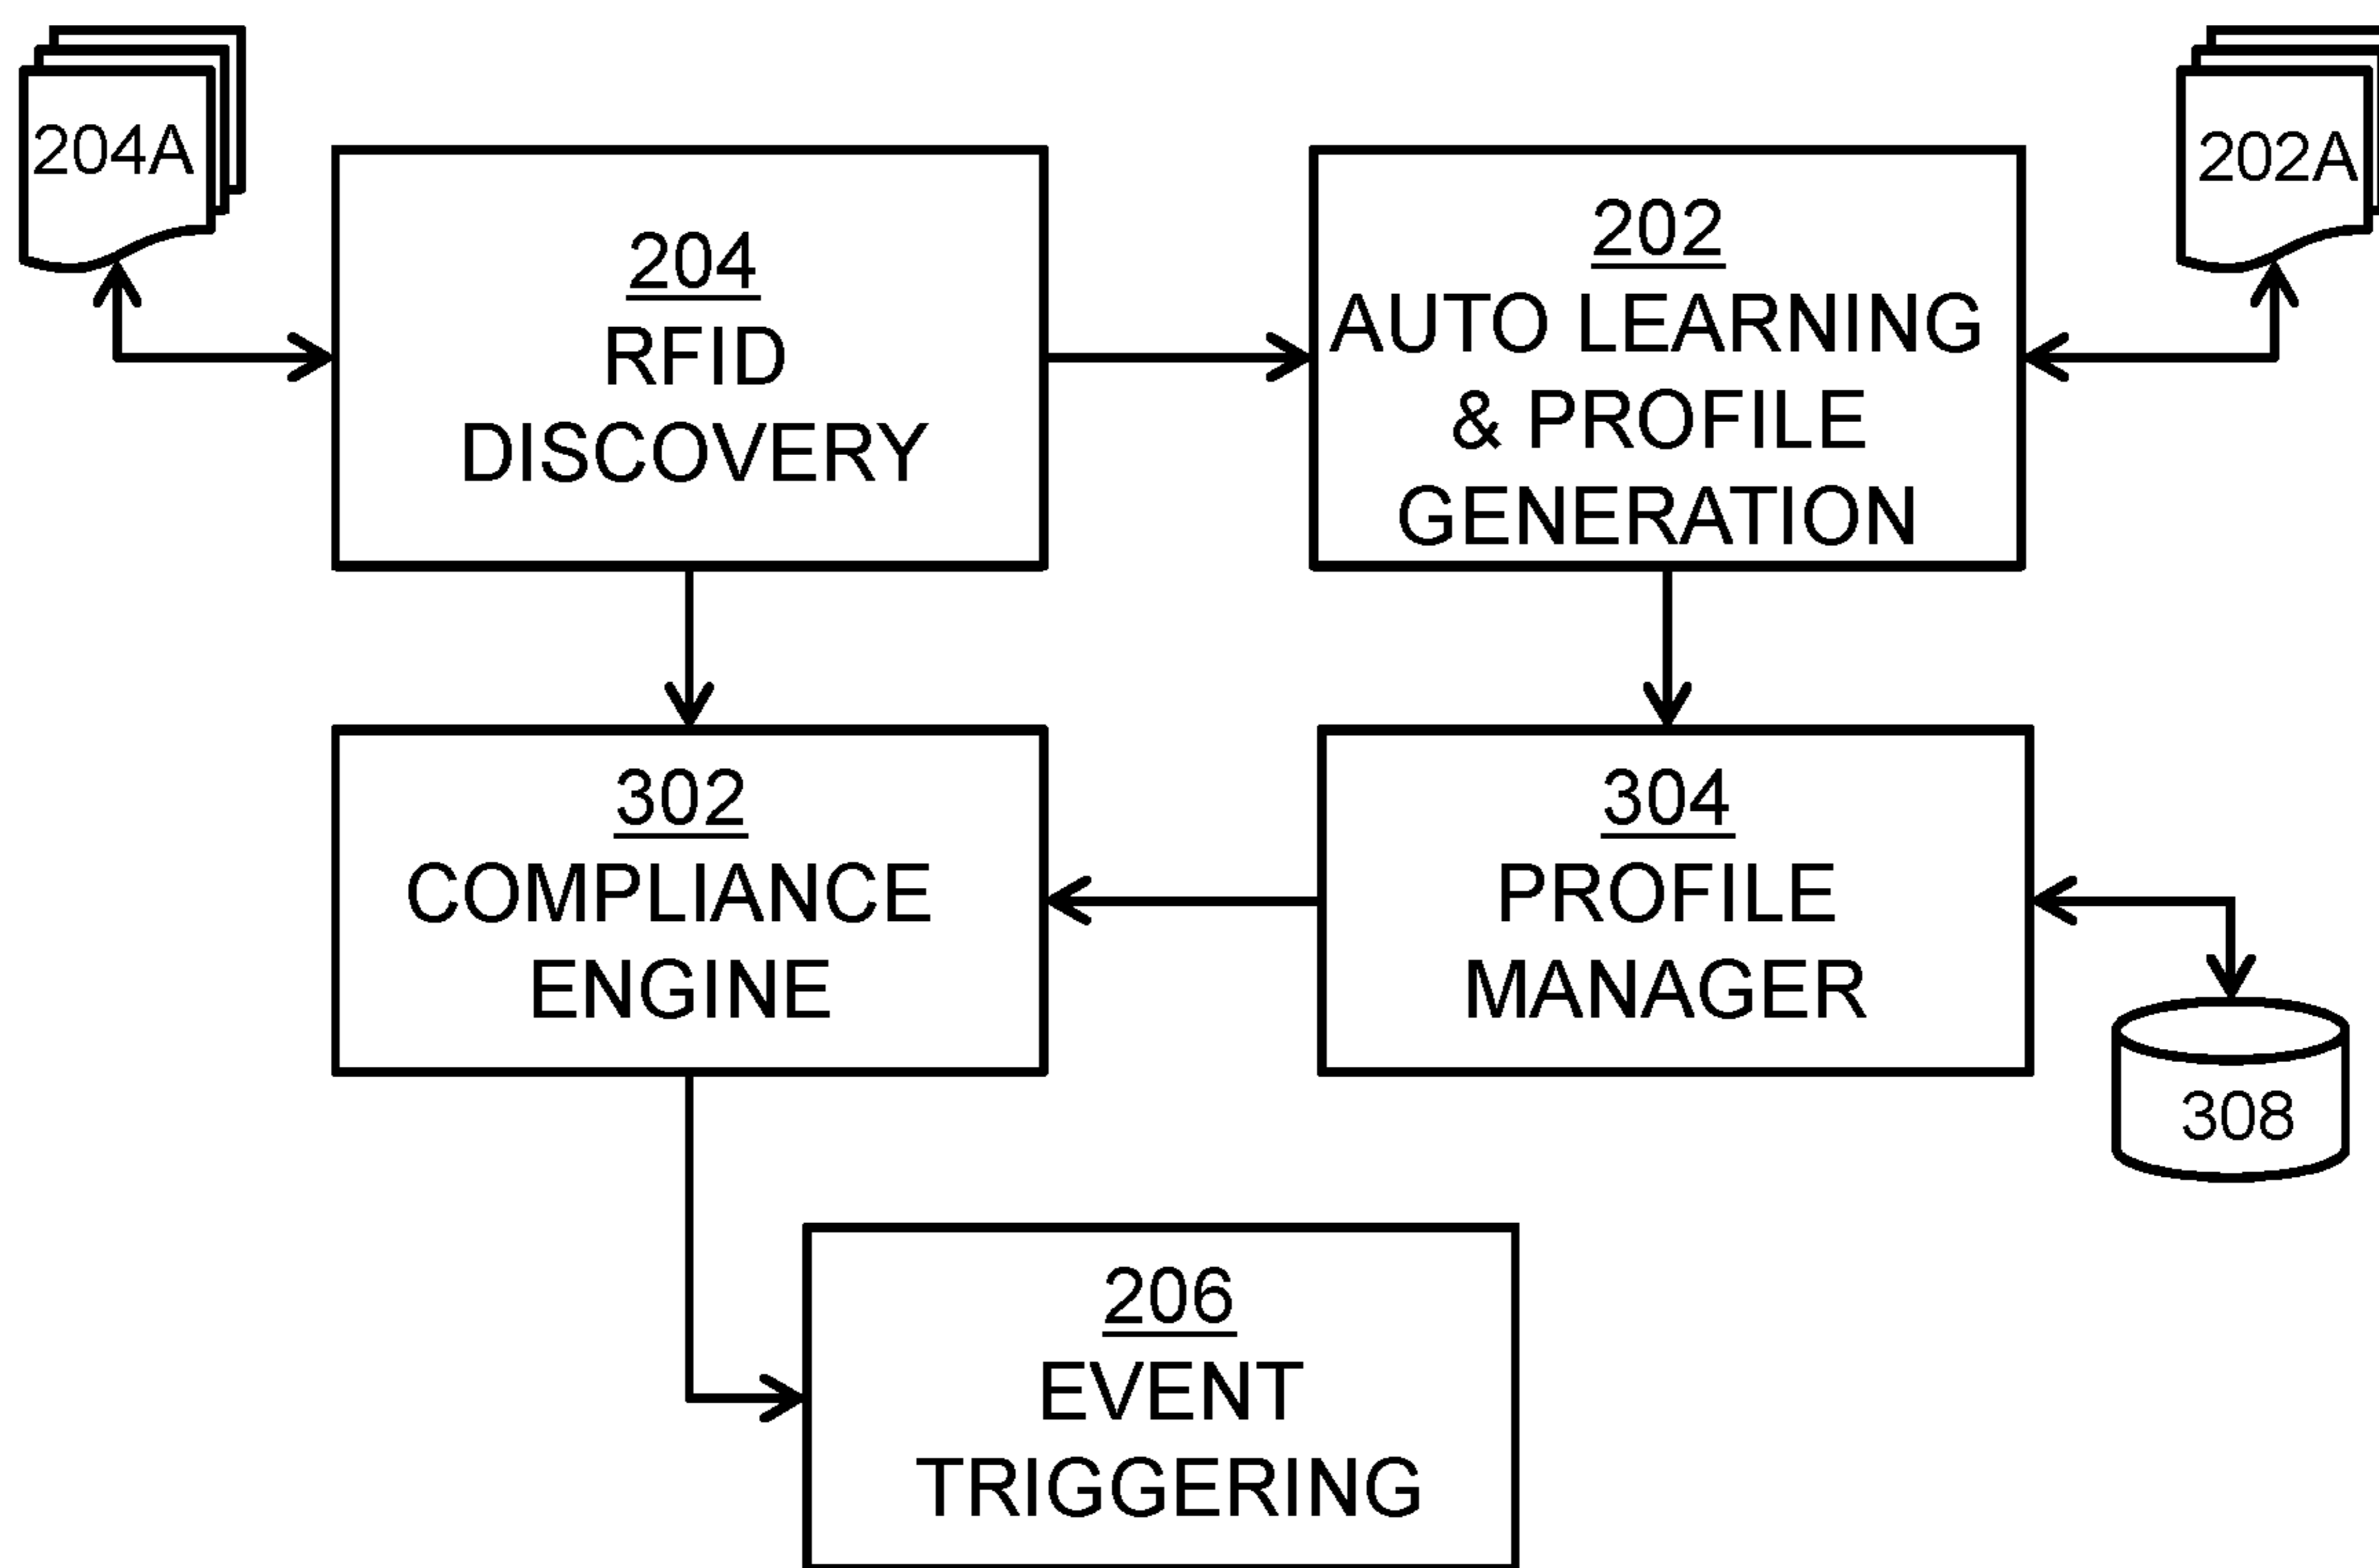 204A
202A
204
RFID
DISCOVERY
202
AUTO LEARNING
& PROFILE
GENERATION
302
COMPLIANCE
ENGINE
304
PROFILE
MANAGER
308
206
EVENT
TRIGGERING